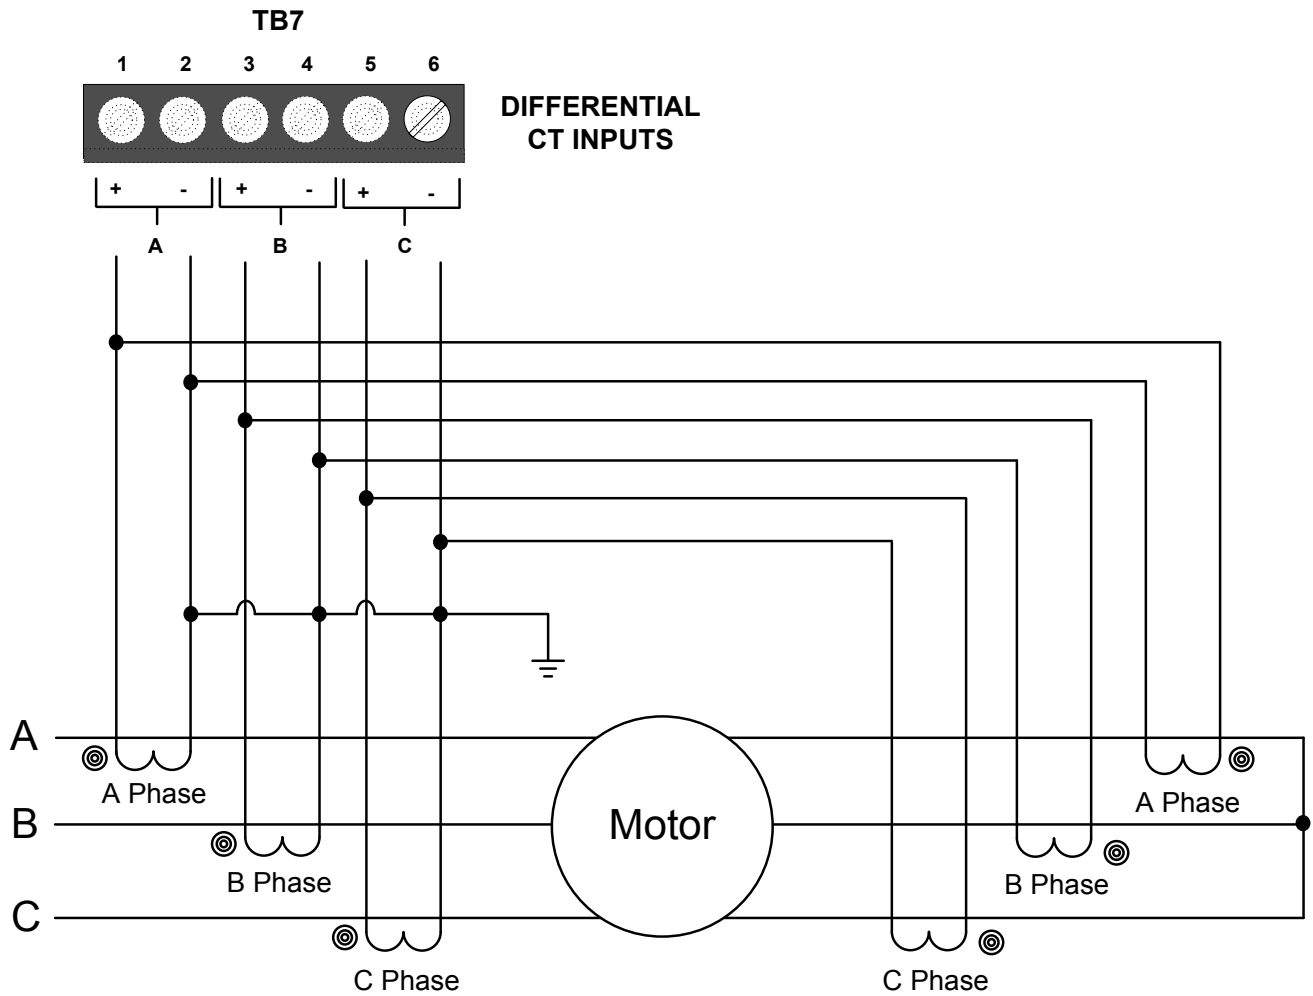 TB7
1 2 3 4 5 6
DIFFERENTIAL
CT INPUTS
+ - + - + -
A B C
A
A Phase
A Phase
B
Motor
B Phase
B Phase
C
C Phase
C Phase